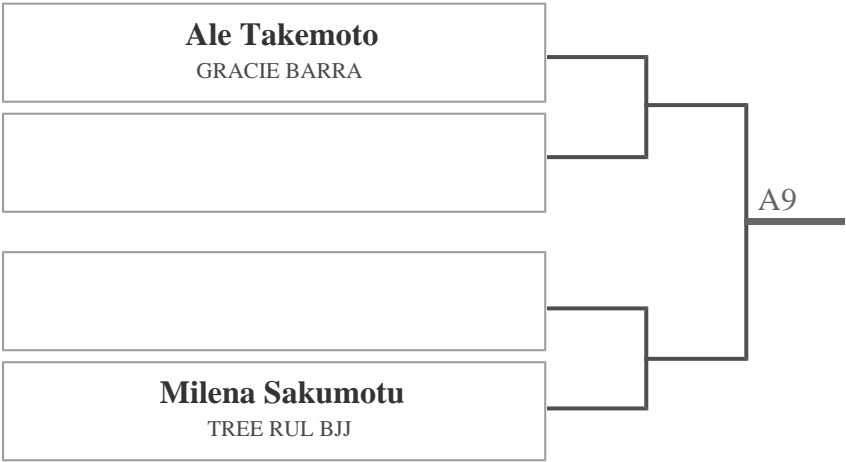 Ale Takemoto
GRACIE BARRA
A9
Milena Sakumotu
TREE RUL BJJ